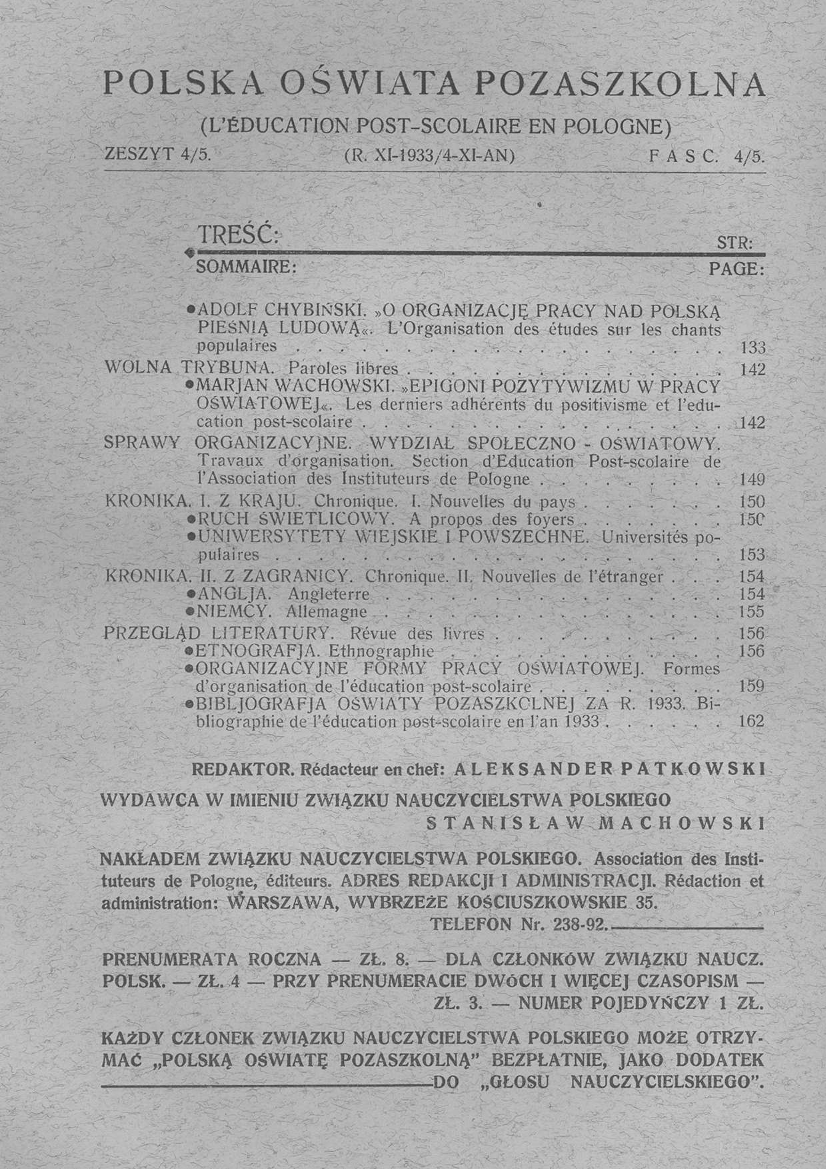 POLSKA OŚWIATA POZASZKOLNA
(L'ÉDUCATION POST-SCOLAIRE EN POLOGNE)
ZESZYT 4/5. (R. XI-1933/4-XI-AN) FASC. 4/5.
TREŚĆ: STR:
SOMMAIRE: PAGE:
●ADOLF CHYBIŃSKI. »O ORGANIZACJĘ PRACY NAD POLSKĄ
PIEŚNIĄ LUDOWĄ«. L'Organisation des études sur les chants
populaires . . . . . . . . . . . . . . . . 133
WOLNA TRYBUNA. Paroles libres . . . . . . . . . . . . 142
●MARJAN WACHOWSKI. »EPIGONI POZYTYWIZMU W PRACY
OŚWIATOWEJ«. Les derniers adhérents du positivisme et l'edu-
cation post-scolaire . . . . . . . . . . . . . 142
SPRAWY ORGANIZACYJNE. WYDZIAŁ SPOŁECZNO - OŚWIATOWY.
Travaux d'organisation. Section d'Education Post-scolaire de
l'Association des Instituteurs de Pologne . . . . . . . 149
KRONIKA. I. Z KRAJU. Chronique. I. Nouvelles du pays . . . . . 150
●RUCH ŚWIETLICOWY. A propos des foyers . . . . . . 150
●UNIWERSYTETY WIEJSKIE I POWSZECHNE. Universités po-
pulaires . . . . . . . . . . . . . . . . . 153
KRONIKA. II. Z ZAGRANICY. Chronique. II. Nouvelles de l'étranger . . . 154
●ANGLJA. Angleterre . . . . . . . . . . . . . 154
●NIEMCY. Allemagne . . . . . . . . . . . . . 155
PRZEGLĄD LITERATURY. Révue des livres . . . . . . . . . 156
●ETNOGRAFJA. Ethnographie . . . . . . . . . . . 156
●ORGANIZACYJNE FORMY PRACY OŚWIATOWEJ. Formes
d'organisation de l'éducation post-scolaire . . . . . . . 159
●BIBLJOGRAFJA OŚWIATY POZASZKOLNEJ ZA R. 1933. Bi-
bliographie de l'éducation post-scolaire en l'an 1933 . . . . . 162
REDAKTOR. Rédacteur en chef: ALEKSANDER PATKOWSKI
WYDAWCA W IMIENIU ZWIĄZKU NAUCZYCIELSTWA POLSKIEGO
STANISŁAW MACHOWSKI
NAKŁADEM ZWIĄZKU NAUCZYCIELSTWA POLSKIEGO. Association des Insti-
tuteurs de Pologne, éditeurs. ADRES REDAKCJI I ADMINISTRACJI. Rédaction et
administration: WARSZAWA, WYBRZEŻE KOŚCIUSZKOWSKIE 35.
TELEFON Nr. 238-92.
PRENUMERATA ROCZNA — ZŁ. 8. — DLA CZŁONKÓW ZWIĄZKU NAUCZ.
POLSK. — ZŁ. 4 — PRZY PRENUMERACIE DWÓCH I WIĘCEJ CZASOPISM —
ZŁ. 3. — NUMER POJEDYŃCZY 1 ZŁ.
KAŻDY CZŁONEK ZWIĄZKU NAUCZYCIELSTWA POLSKIEGO MOŻE OTRZY-
MAĆ „POLSKĄ OŚWIATĘ POZASZKOLNĄ” BEZPŁATNIE, JAKO DODATEK
DO „GŁOSU NAUCZYCIELSKIEGO”.